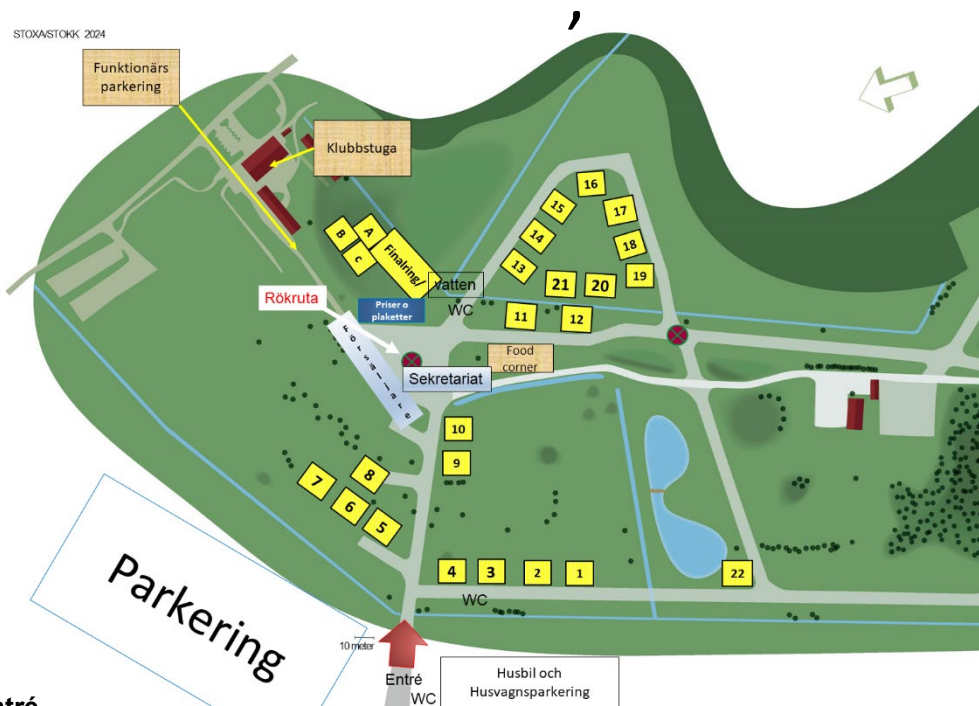 ,
STOXA/STOKK 2024
Funktionärs
parkering
Klubbstuga
16
15
17
14
18
B
A
C
13
19
Finalring/
21
20
vatten
WC
Rökruta
Priser o
plaketter
11
12
Försäljare
Food
corner
Sekretariat
10
9
8
7
6
5
4
3
2
1
22
WC
Parkering
10 meter
Entré
WC
Husbil och
Husvagnsparkering